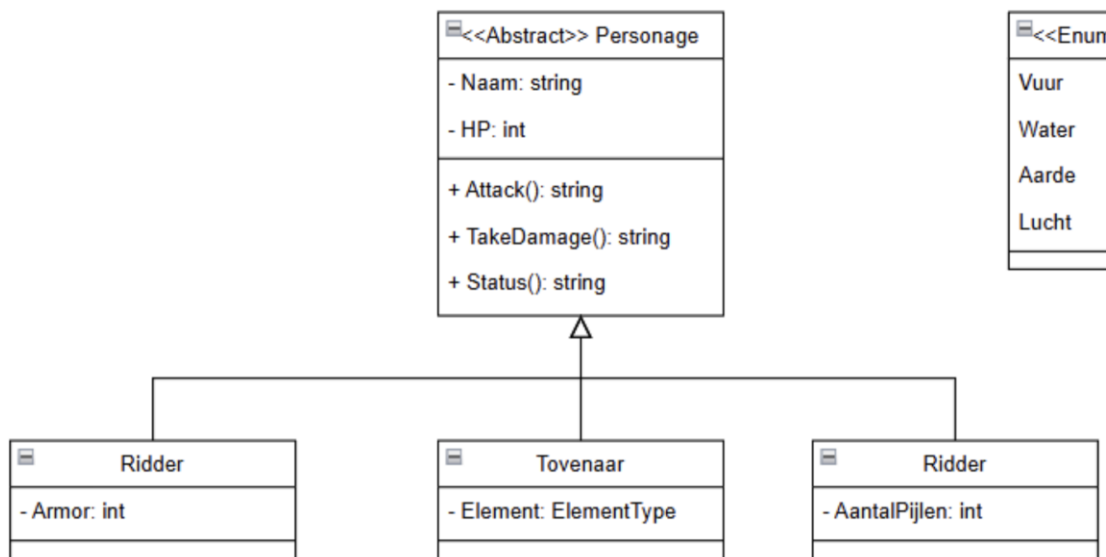 <<Abstract>> Personage
- Naam: string
- HP: int
+ Attack(): string
+ TakeDamage(): string
+ Status(): string
<<Enum
Vuur
Water
Aarde
Lucht
Ridder
- Armor: int
Tovenaar
- Element: ElementType
Ridder
- AantalPijlen: int